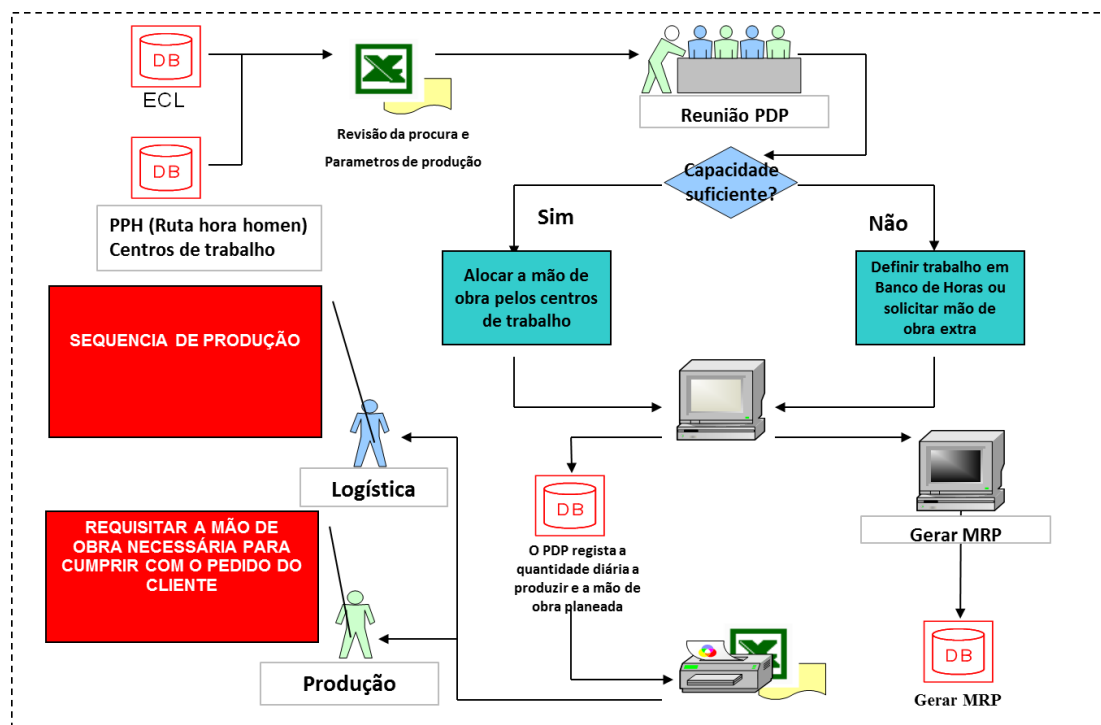 DB
ECL
DB
PPH (Ruta hora homen)
Centros de trabalho
Revisão da procura e
Parametros de produção
Reunião PDP
Capacidade
suficiente?
Sim
Não
Alocar a mão de
obra pelos centros
de trabalho
Definir trabalho em
Banco de Horas ou
solicitar mão de
obra extra
SEQUENCIA DE PRODUÇÃO
Logística
REQUISITAR A MÃO DE
OBRA NECESSÁRIA PARA
CUMPRIR COM O PEDIDO DO
CLIENTE
Produção
DB
O PDP regista a
quantidade diária a
produzir e a mão de
obra planeada
Gerar MRP
DB
Gerar MRP